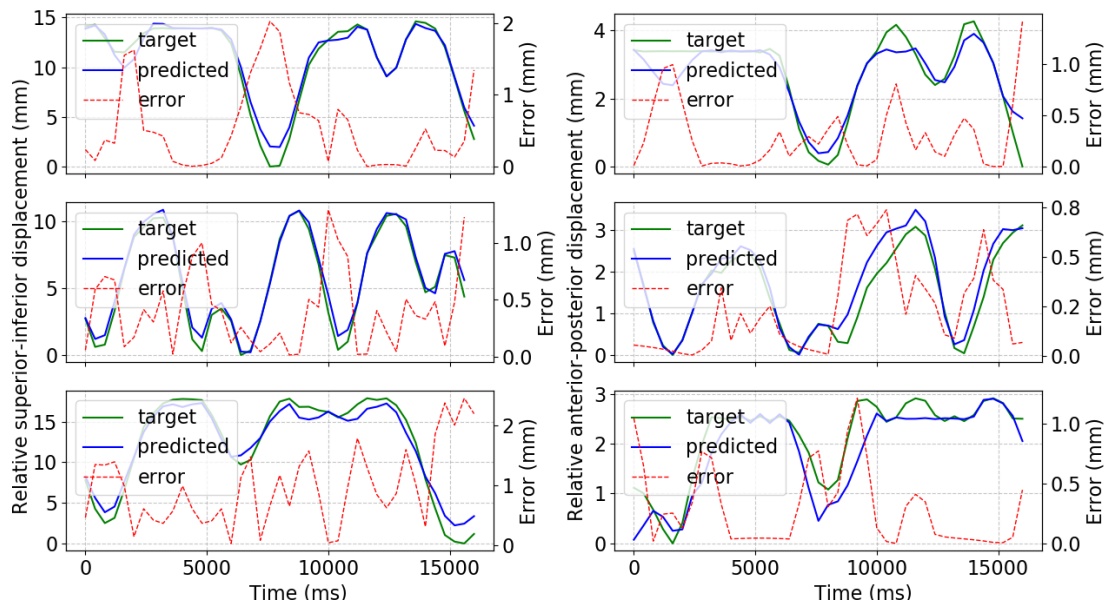 Relative superior-inferior displacement (mm)
15
10
5
0
target
predicted
error
2
1
0
Error (mm)
10
5
0
target
predicted
error
1.0
0.5
0.0
Error (mm)
15
10
5
0
target
predicted
error
2
1
0
Error (mm)
0 5000 10000 15000
Time (ms)
Relative anterior-posterior displacement (mm)
4
2
0
target
predicted
error
1.0
0.5
0.0
Error (mm)
3
2
1
0
target
predicted
error
0.8
0.5
0.2
0.0
Error (mm)
3
2
1
0
target
predicted
error
1.0
0.5
0.0
Error (mm)
0 5000 10000 15000
Time (ms)